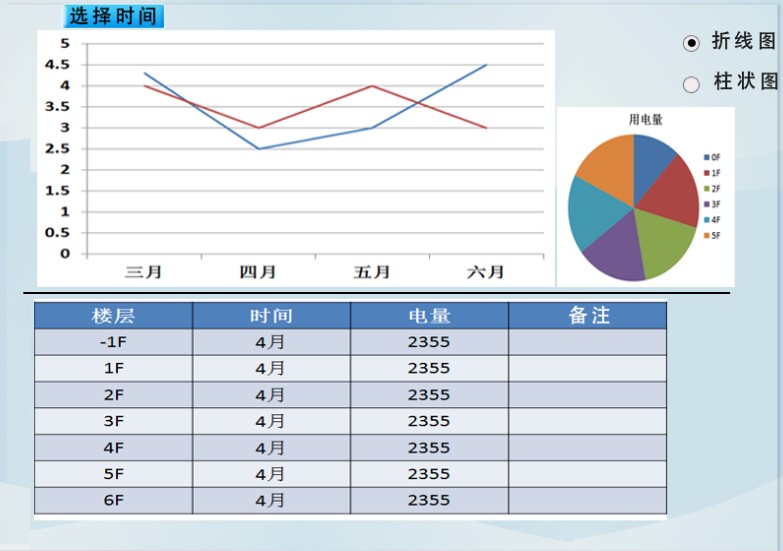 选择时间
折线图
柱状图
5
4.5
4
3.5
3
2.5
2
1.5
1
0.5
0
三月 四月 五月 六月
用电量
0F
1F
2F
3F
4F
5F
楼层 时间 电量 备注
-1F 4月 2355
1F 4月 2355
2F 4月 2355
3F 4月 2355
4F 4月 2355
5F 4月 2355
6F 4月 2355